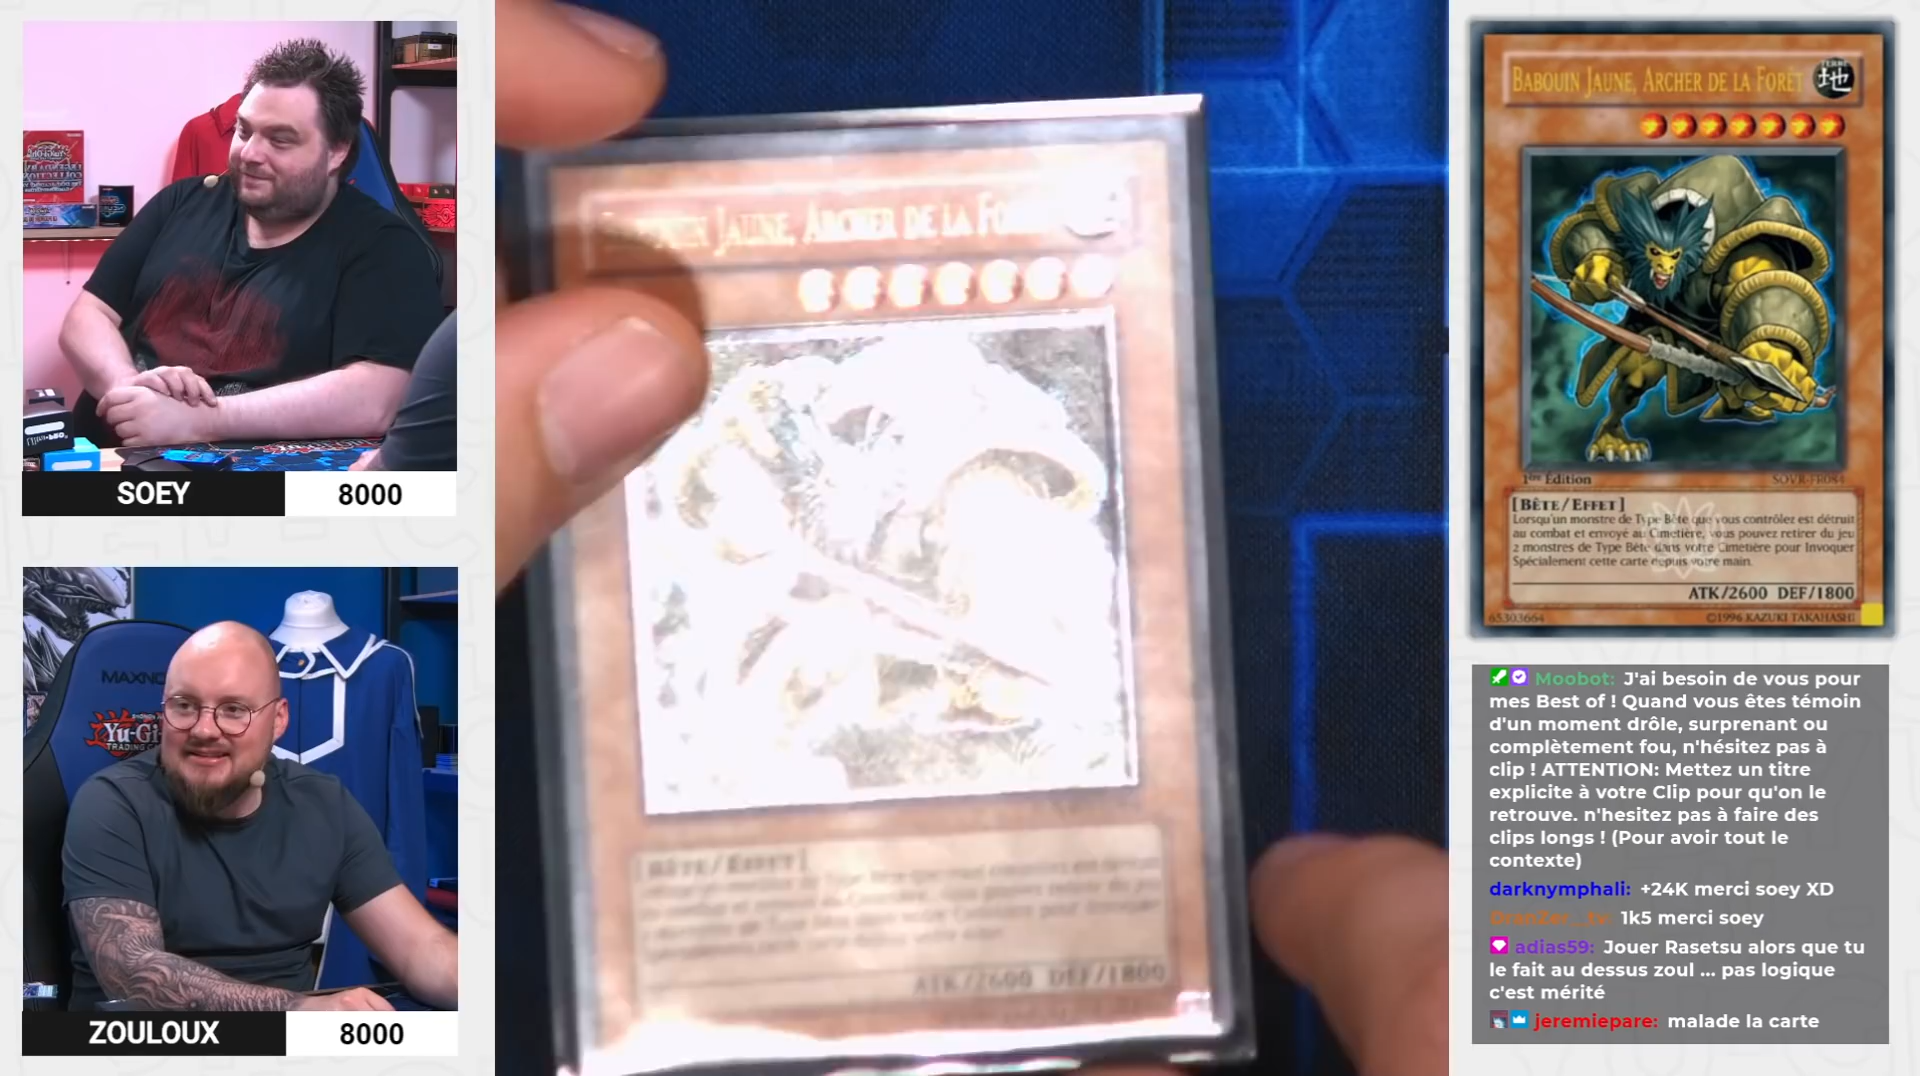 SOEY
8000
MAXNO
Yu-Gi-
ZOULOUX
8000
JAUNE, ARCHER DE LA
[BÊTE/EFFET]
ATK/2600 DEF/1800
BABOUIN JAUNE, ARCHER DE LA FORÊT
1ère Édition
SOVR-FR084
[BÊTE/EFFET]
Lorsqu'un monstre de Type Bête que vous contrôlez est détruit
au combat et envoyé au Cimetière, vous pouvez retirer du jeu
2 monstres de Type Bête dans votre Cimetière pour Invoquer
Spécialement cette carte depuis votre main.
ATK/2600 DEF/1800
65303664
©1996 KAZUKI TAKAHASHI
Moobot: J'ai besoin de vous pour
mes Best of ! Quand vous êtes témoin
d'un moment drôle, surprenant ou
complètement fou, n'hésitez pas à
clip ! ATTENTION: Mettez un titre
explicite à votre Clip pour qu'on le
retrouve. n'hesitez pas à faire des
clips longs ! (Pour avoir tout le
contexte)
darknymphali: +24K merci soey XD
DranZer__tv: 1k5 merci soey
adias59: Jouer Rasetsu alors que tu
le fait au dessus zoul ... pas logique
c'est mérité
jeremiepare: malade la carte